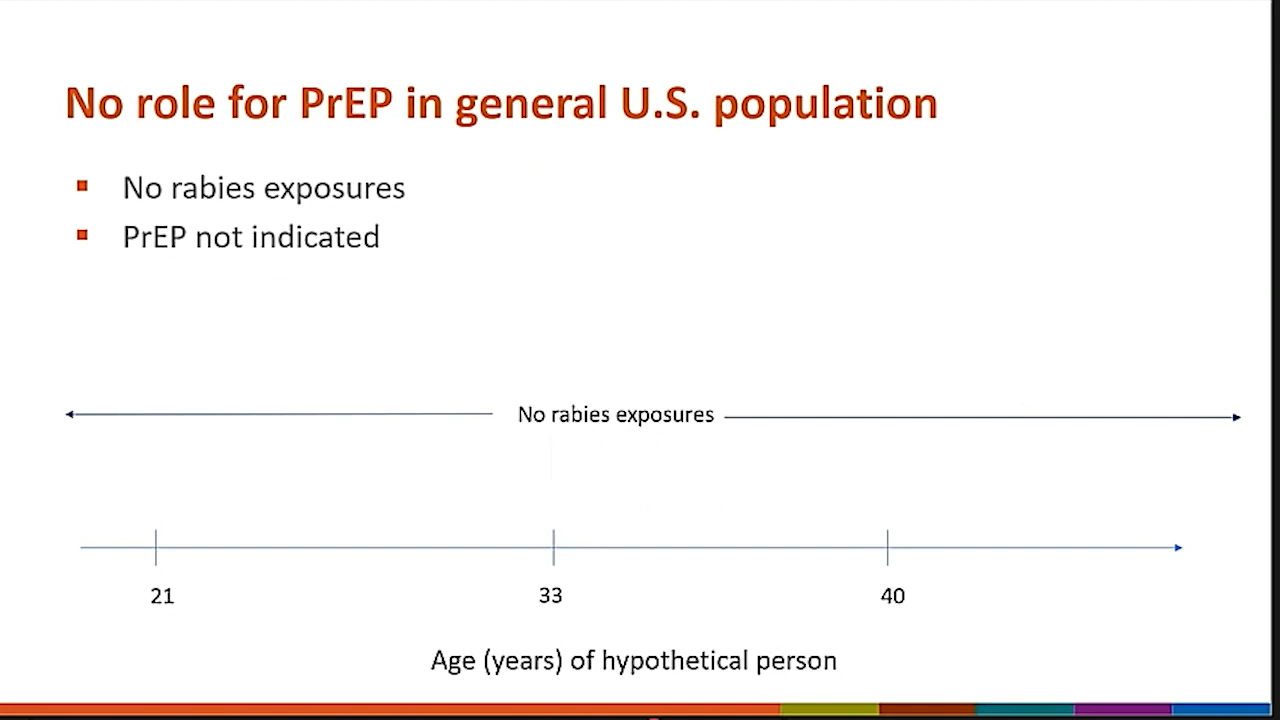 No role for PrEP in general U.S. population
No rabies exposures
PrEP not indicated
No rabies exposures
21 33 40
Age (years) of hypothetical person